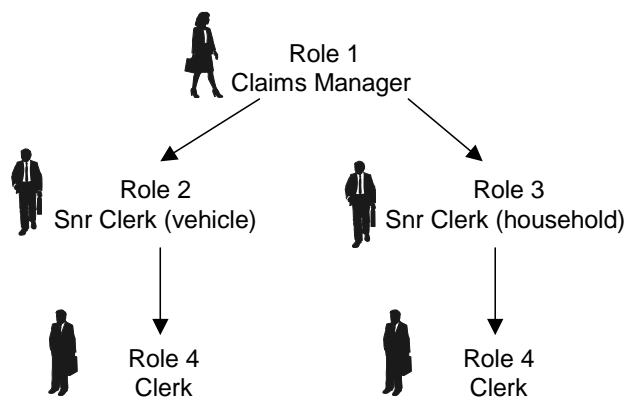 Role 1
Claims Manager
Role 2
Snr Clerk (vehicle)
Role 3
Snr Clerk (household)
Role 4
Clerk
Role 4
Clerk